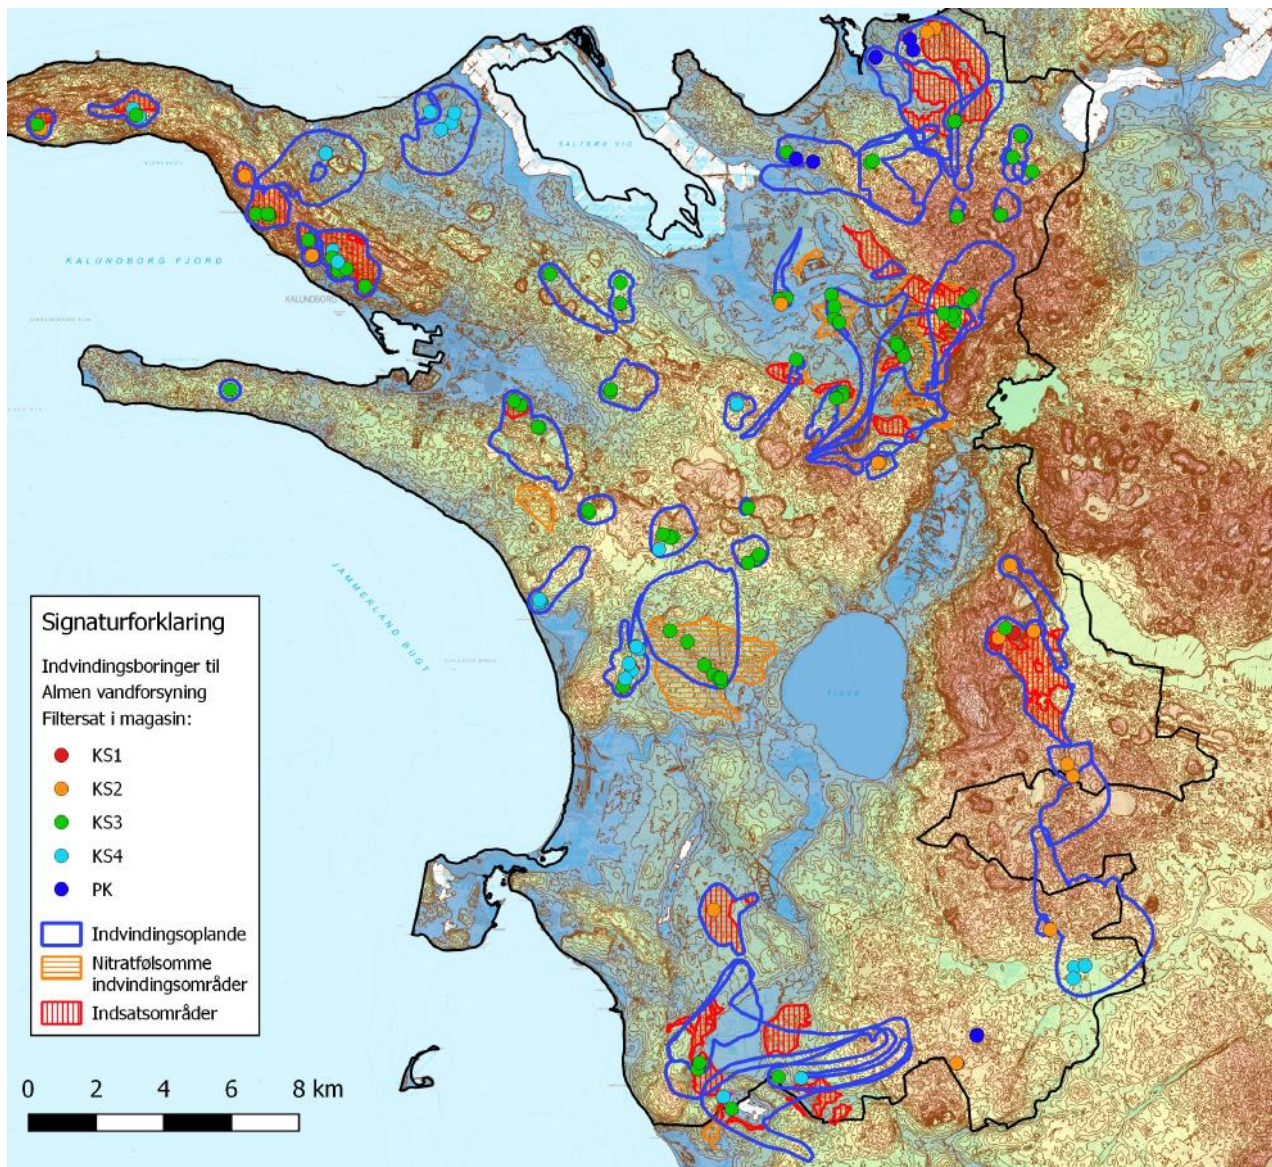 SALTBÆK VIG
KALUNDBORG FJORD
KALUNDBORG
JAMMERLAND BUGT
TISSØ
Signaturforklaring
Indvindingsboringer til
Almen vandforsyning
Filtersat i magasin:
KS1
KS2
KS3
KS4
PK
Indvindingsoplande
Nitratfølsomme
indvindingsområder
Indsatsområder
0 2 4 6 8 km